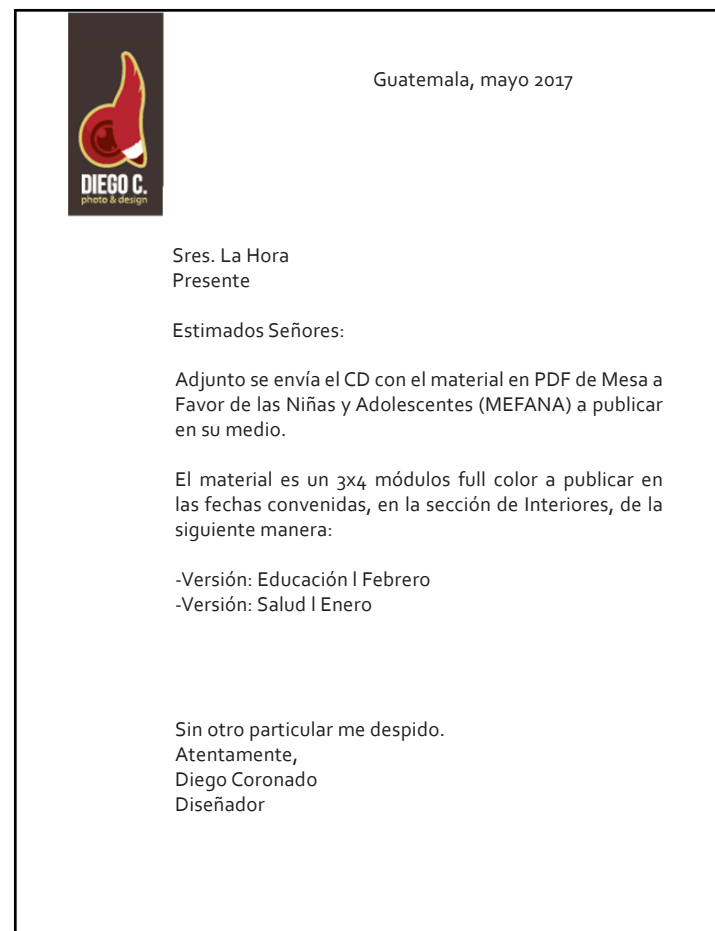 Guatemala, mayo 2017
DIEGO C.
photo & design
Sres. La Hora
Presente
Estimados Señores:
Adjunto se envía el CD con el material en PDF de Mesa a
Favor de las Niñas y Adolescentes (MEFANA) a publicar
en su medio.
El material es un 3x4 módulos full color a publicar en
las fechas convenidas, en la sección de Interiores, de la
siguiente manera:
-Versión: Educación l Febrero
-Versión: Salud l Enero
Sin otro particular me despido.
Atentamente,
Diego Coronado
Diseñador